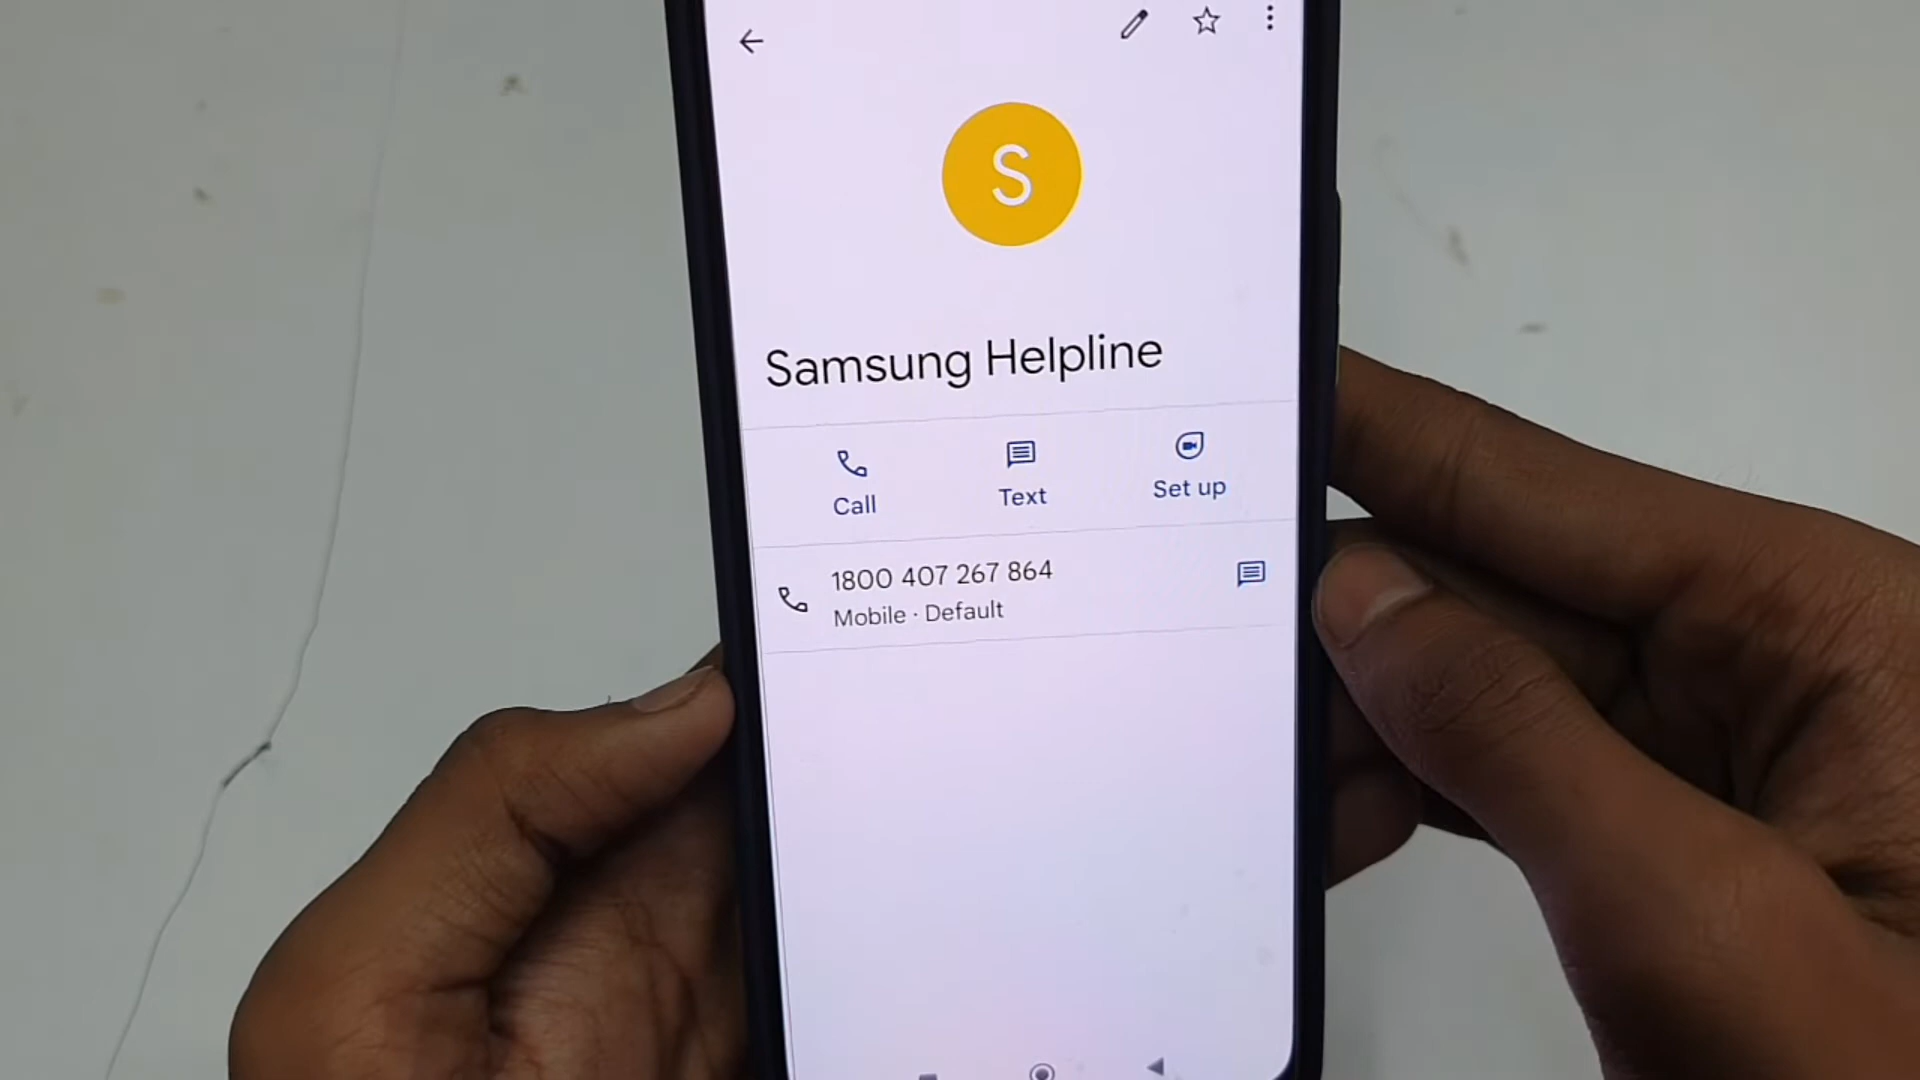 S
Samsung Helpline
Call
Text
Set up
1800 407 267 864
Mobile · Default